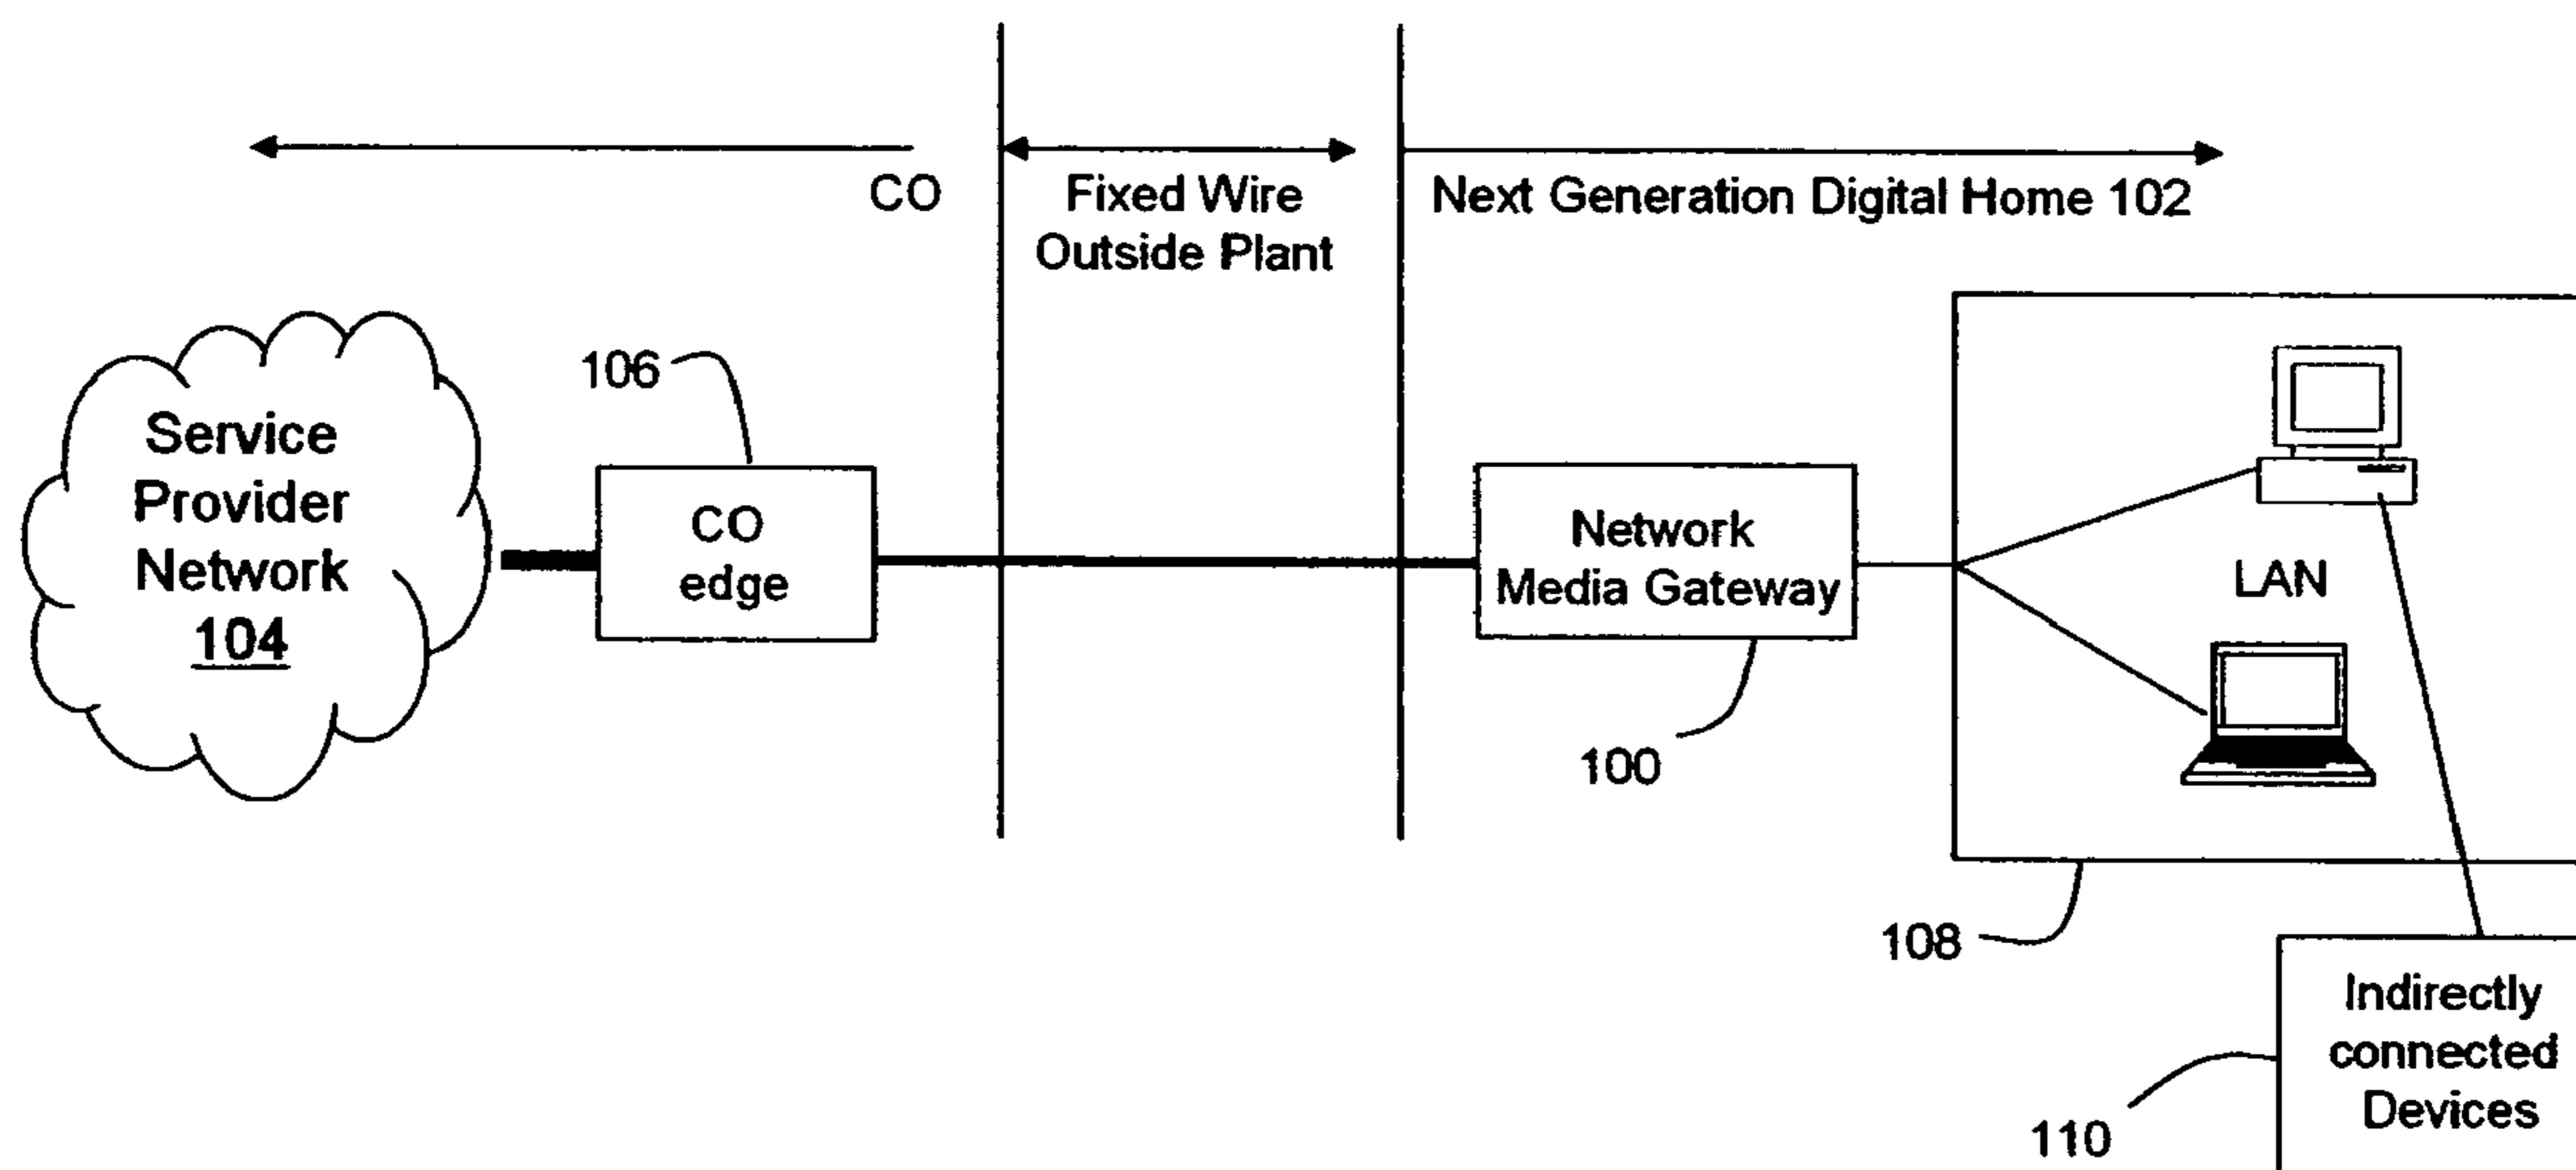 CO
Fixed Wire
Outside Plant
Next Generation Digital Home 102
Service
Provider
Network
104
106
CO
edge
Network
Media Gateway
100
LAN
108
Indirectly
connected
Devices
110